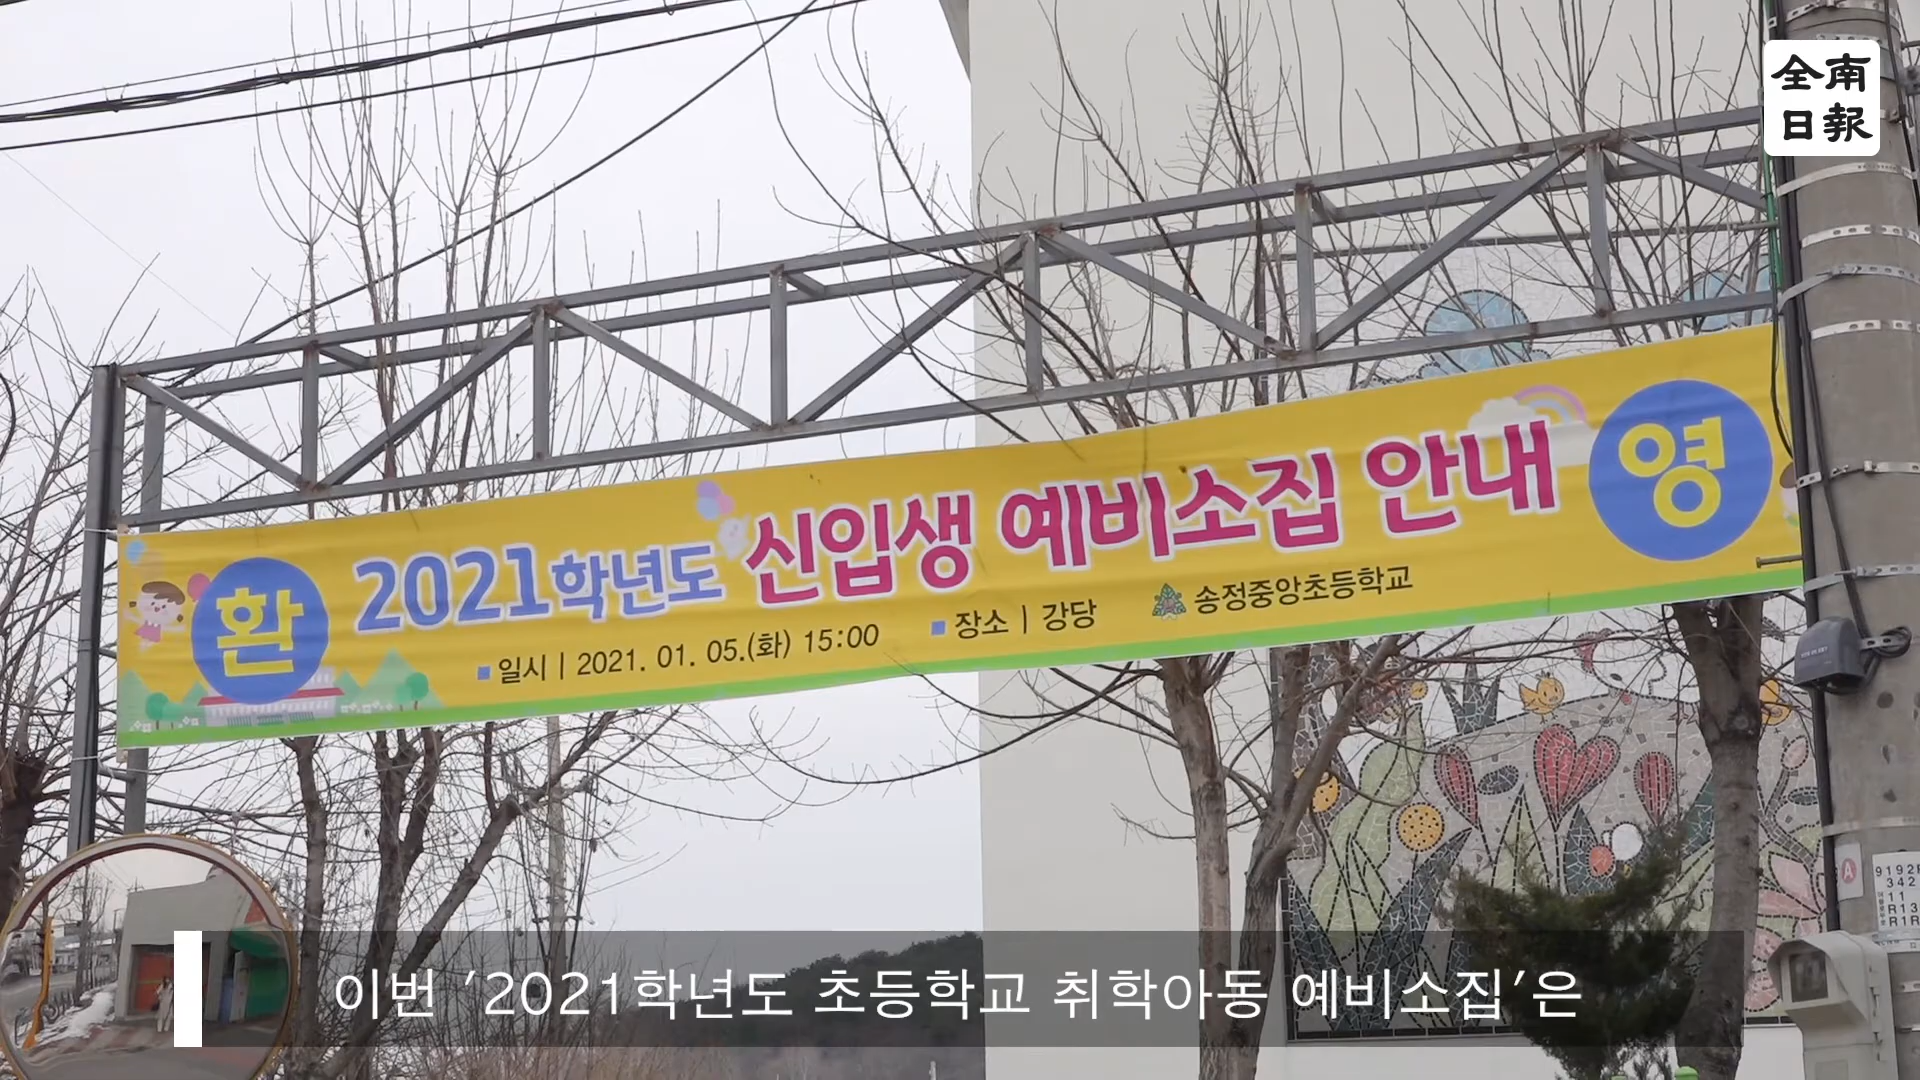 全南
日報
환 2021학년도 신입생 예비소집 안내 영
일시 | 2021. 01. 05.(화) 15:00
장소 | 강당
송정중앙초등학교
A
이번 '2021학년도 초등학교 취학아동 예비소집'은